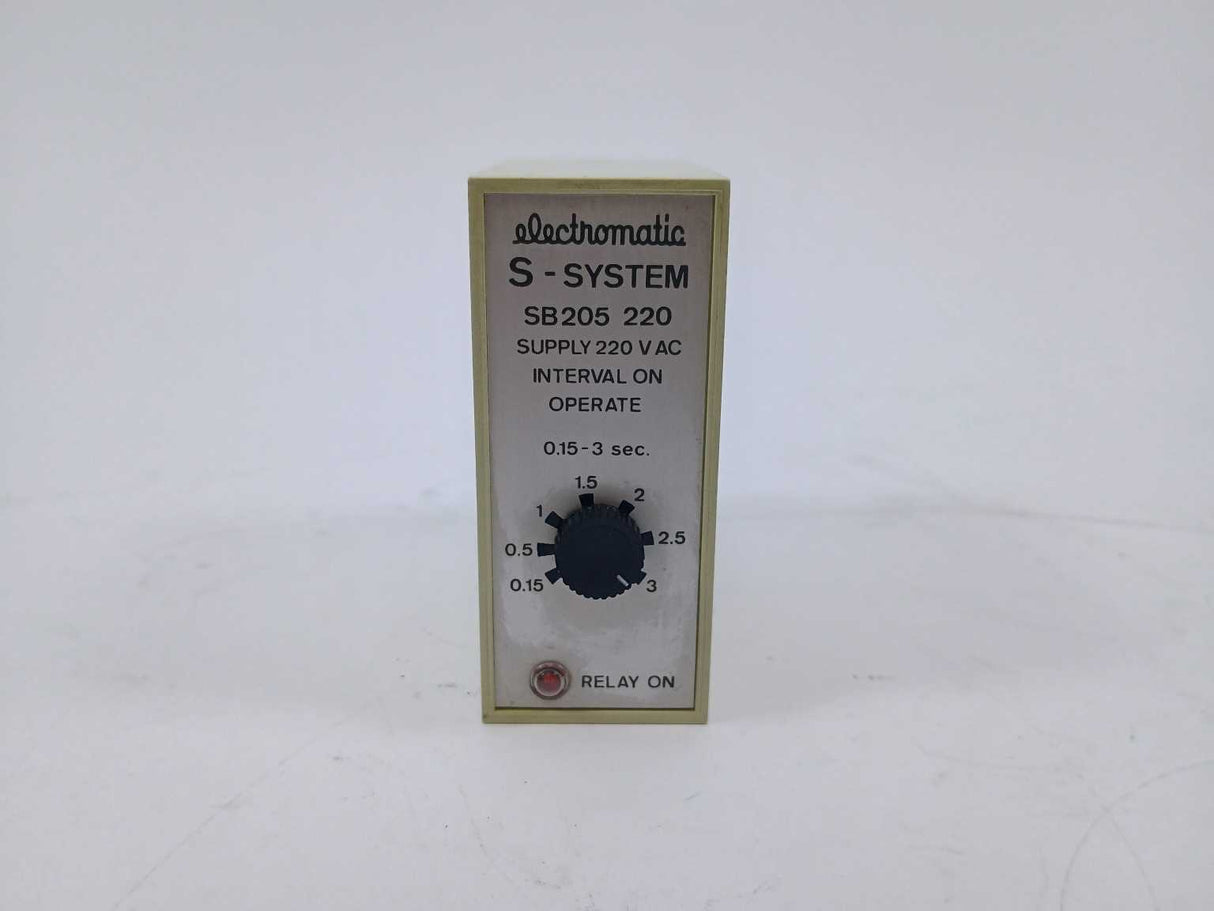 electromatic
S - SYSTEM
SB205 220
SUPPLY 220 V AC
INTERVAL ON
OPERATE
0.15 - 3 sec.
1.5
2
1
2.5
0.5
0.15
3
RELAY ON